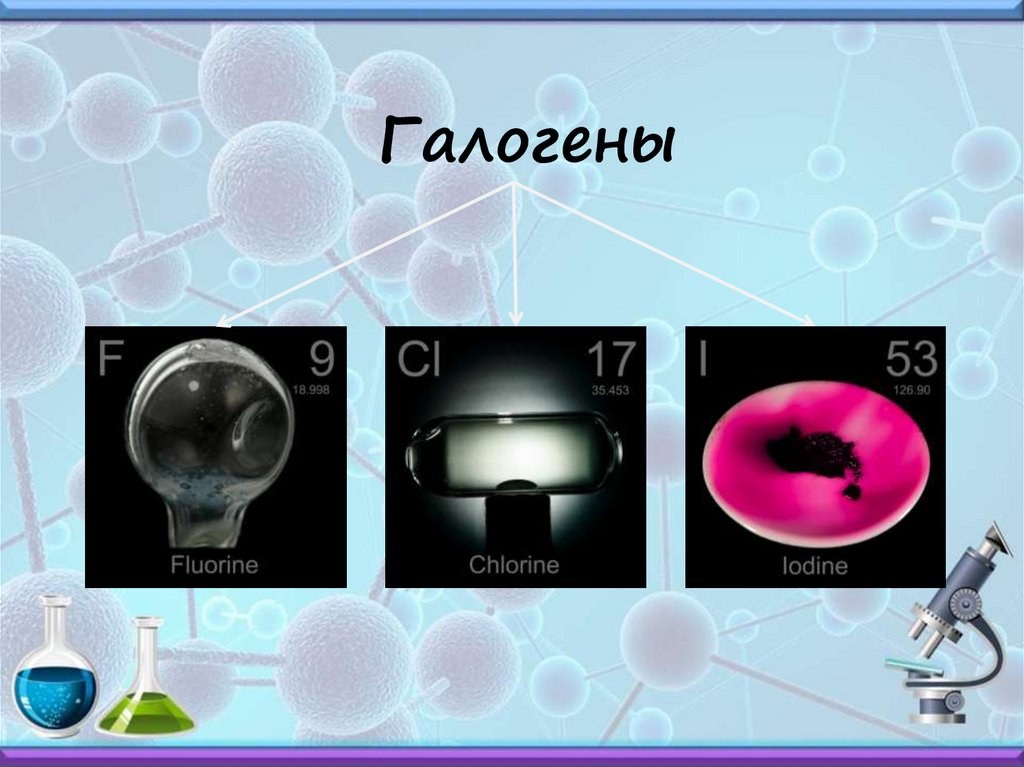 Галогены
F 9
18.998
Fluorine
Cl 17
35.453
Chlorine
I 53
126.90
Iodine